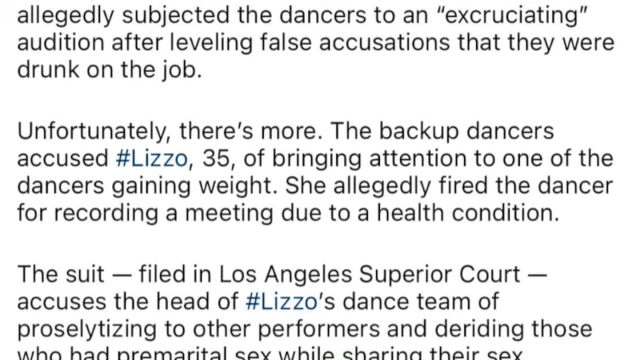 allegedly subjected the dancers to an “excruciating”
audition after leveling false accusations that they were
drunk on the job.
Unfortunately, there’s more. The backup dancers
accused #Lizzo, 35, of bringing attention to one of the
dancers gaining weight. She allegedly fired the dancer
for recording a meeting due to a health condition.
The suit — filed in Los Angeles Superior Court —
accuses the head of #Lizzo’s dance team of
proselytizing to other performers and deriding those
who had premarital sex while sharing their sex